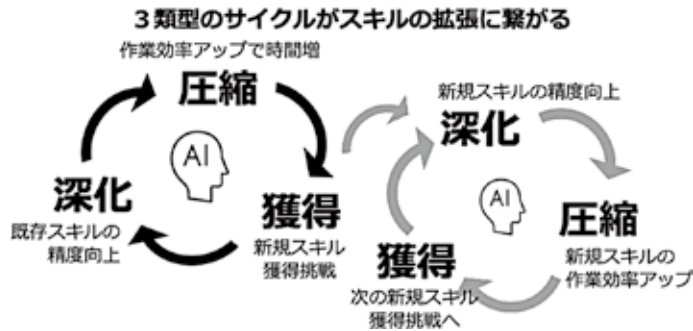 ３類型のサイクルがスキルの拡張に繋がる
作業効率アップで時間増
圧縮
AI
深化
既存スキルの
精度向上
獲得
新規スキル
獲得挑戦
新規スキルの精度向上
深化
AI
圧縮
新規スキルの
作業効率アップ
獲得
次の新規スキル
獲得挑戦へ